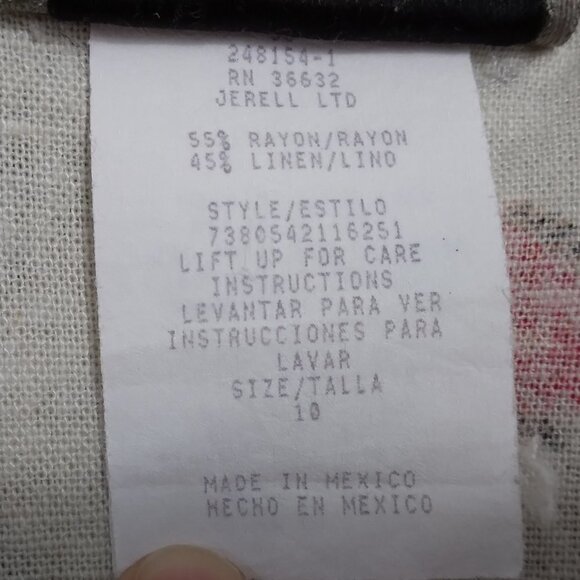 248154-1
RN 36632
JERELL LTD
55% RAYON/RAYON
45% LINEN/LINO
STYLE/ESTILO
7380542116251
LIFT UP FOR CARE
INSTRUCTIONS
LEVANTAR PARA VER
INSTRUCCIONES PARA
LAVAR
SIZE/TALLA
10
MADE IN MEXICO
HECHO EN MEXICO